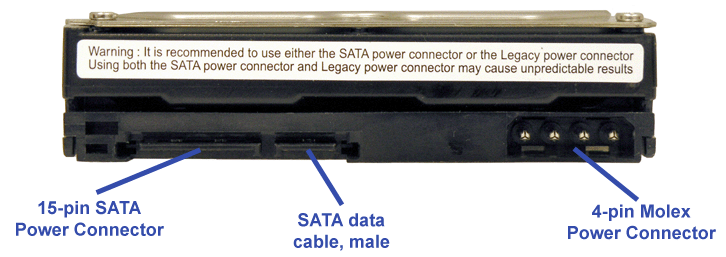 Warning : It is recommended to use either the SATA power connector or the Legacy power connector
Using both the SATA power connector and Legacy power connector may cause unpredictable results
15-pin SATA
Power Connector
SATA data
cable, male
4-pin Molex
Power Connector